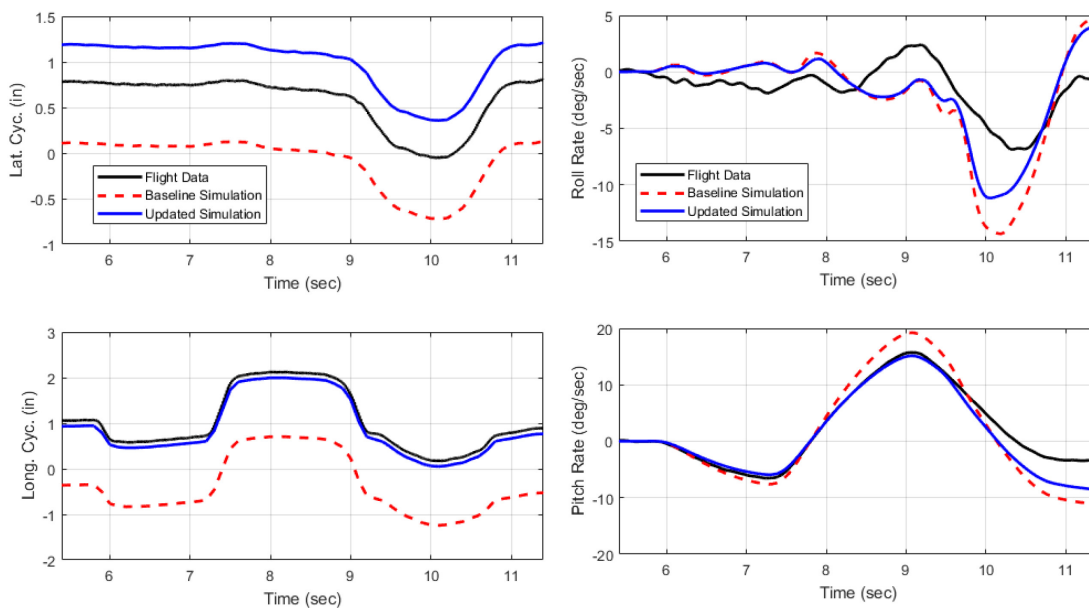 1.5
1
0.5
0
-0.5
-1
Lat. Cyc. (in)
Flight Data
Baseline Simulation
Updated Simulation
6 7 8 9 10 11
Time (sec)
5
0
-5
-10
-15
Roll Rate (deg/sec)
Flight Data
Baseline Simulation
Updated Simulation
6 7 8 9 10 11
Time (sec)
3
2
1
0
-1
-2
Long. Cyc. (in)
6 7 8 9 10 11
Time (sec)
20
10
0
-10
-20
Pitch Rate (deg/sec)
6 7 8 9 10 11
Time (sec)